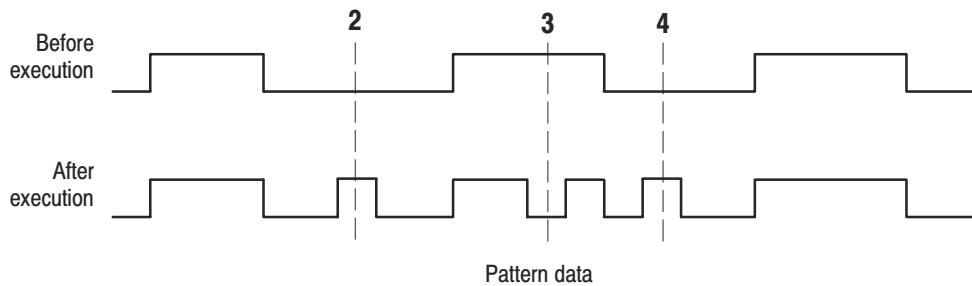 2 3 4
Before
execution
After
execution
Pattern data